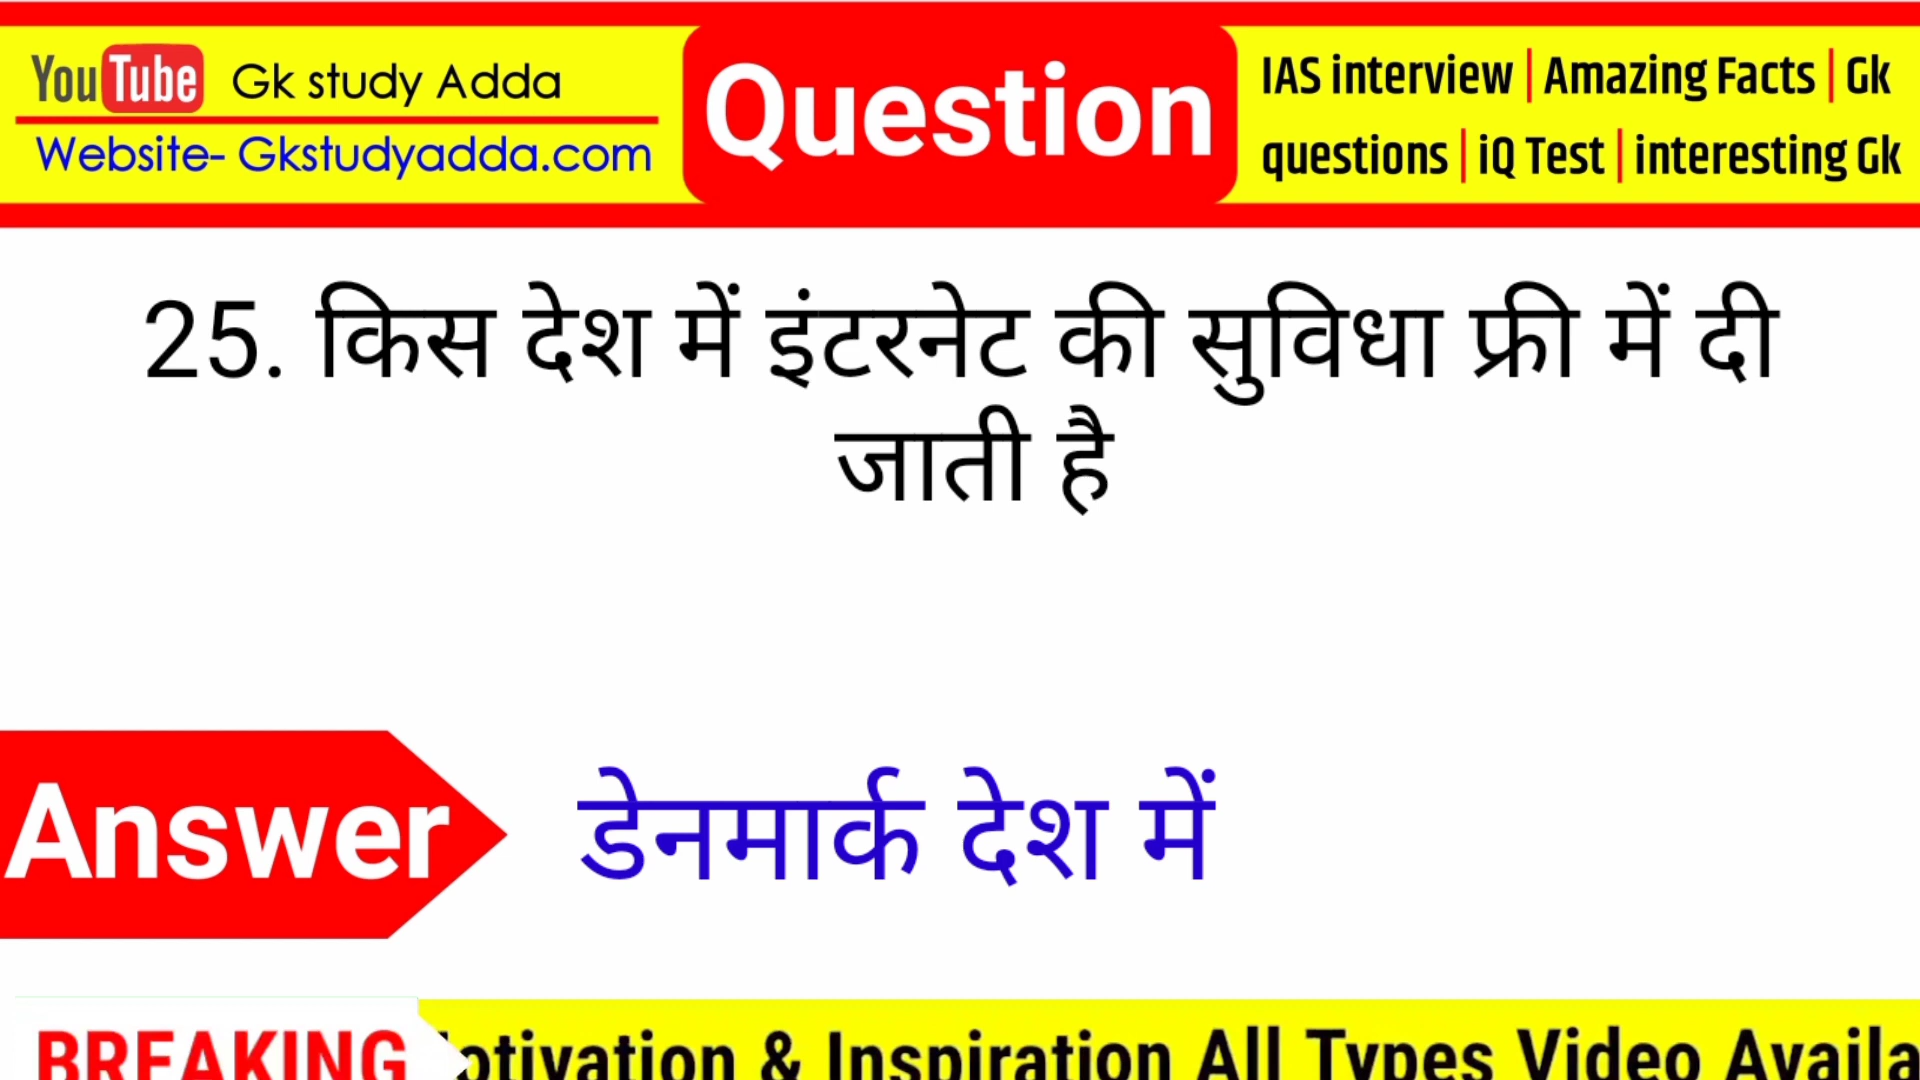 YouTube Gk study Adda
Website- Gkstudyadda.com
Question
IAS interview | Amazing Facts | Gk
questions | iQ Test | interesting Gk
25. किस देश में इंटरनेट की सुविधा फ्री में दी
जाती है
Answer
डेनमार्क देश में
BREAKING
otivation & Inspiration All Types Video Availa